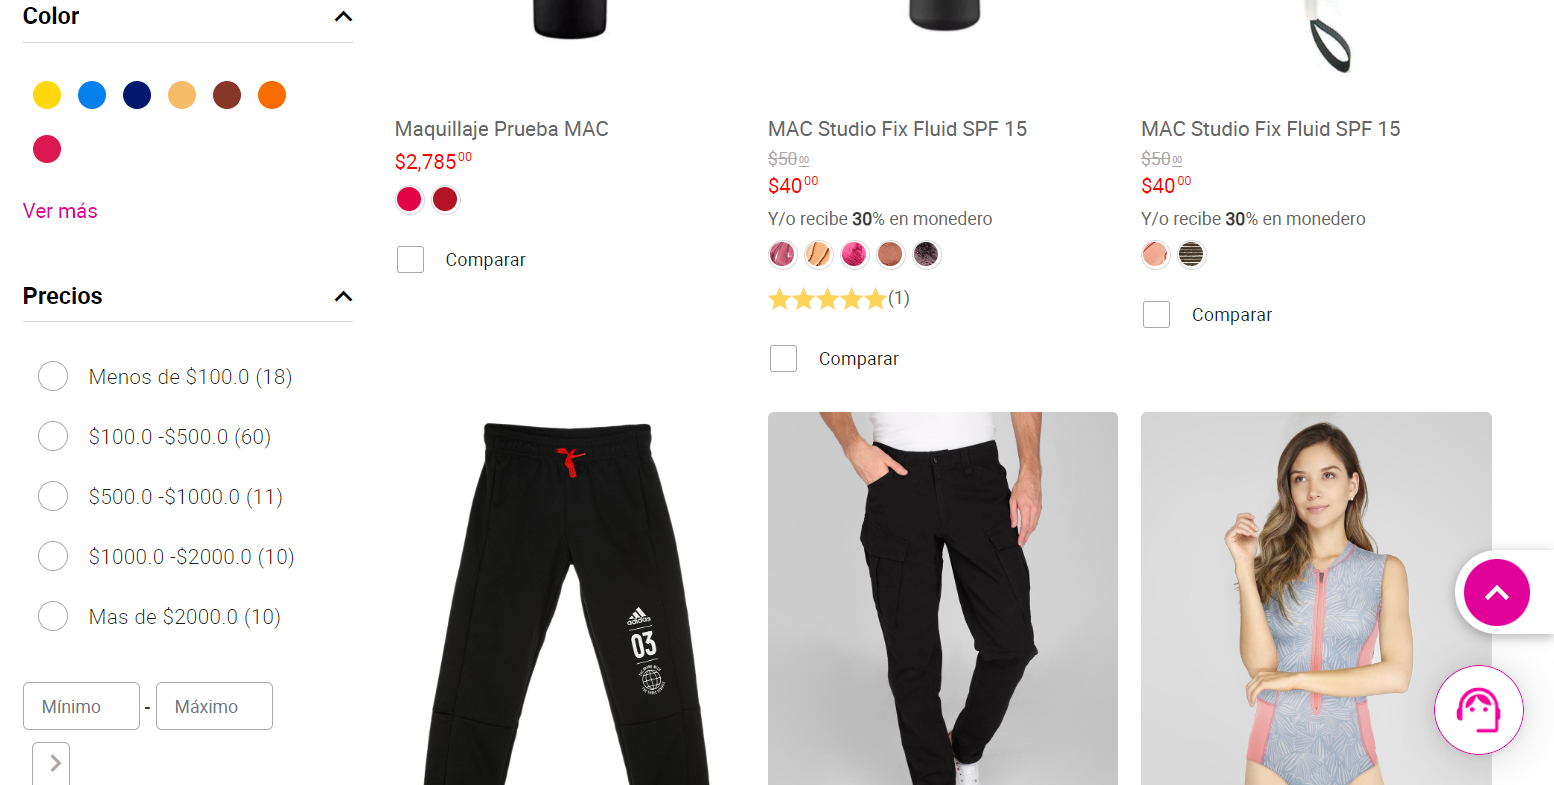 Color
Ver más
Precios
Menos de $100.0 (18)
$100.0 -$500.0 (60)
$500.0 -$1000.0 (11)
$1000.0 -$2000.0 (10)
Mas de $2000.0 (10)
Mínimo - Máximo
Maquillaje Prueba MAC
$2,785.00
Comparar
MAC Studio Fix Fluid SPF 15
$50.00
$40.00
Y/o recibe 30% en monedero
(1)
Comparar
MAC Studio Fix Fluid SPF 15
$50.00
$40.00
Y/o recibe 30% en monedero
Comparar
adidas
03